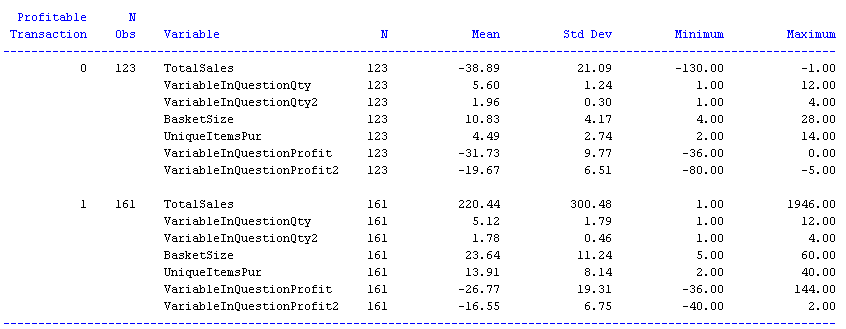 Profitable N
Transaction Obs Variable N Mean Std Dev Minimum Maximum
0 123 TotalSales 123 -38.89 21.09 -130.00 -1.00
VariableInQuestionQty 123 5.60 1.24 1.00 12.00
VariableInQuestionQty2 123 1.96 0.30 1.00 4.00
BasketSize 123 10.83 4.17 4.00 28.00
UniqueItemsPur 123 4.49 2.74 2.00 14.00
VariableInQuestionProfit 123 -31.73 9.77 -36.00 0.00
VariableInQuestionProfit2 123 -19.67 6.51 -80.00 -5.00
1 161 TotalSales 161 220.44 300.48 1.00 1946.00
VariableInQuestionQty 161 5.12 1.79 1.00 12.00
VariableInQuestionQty2 161 1.78 0.46 1.00 4.00
BasketSize 161 23.64 11.24 5.00 60.00
UniqueItemsPur 161 13.91 8.14 2.00 40.00
VariableInQuestionProfit 161 -26.77 19.31 -36.00 144.00
VariableInQuestionProfit2 161 -16.55 6.75 -40.00 2.00